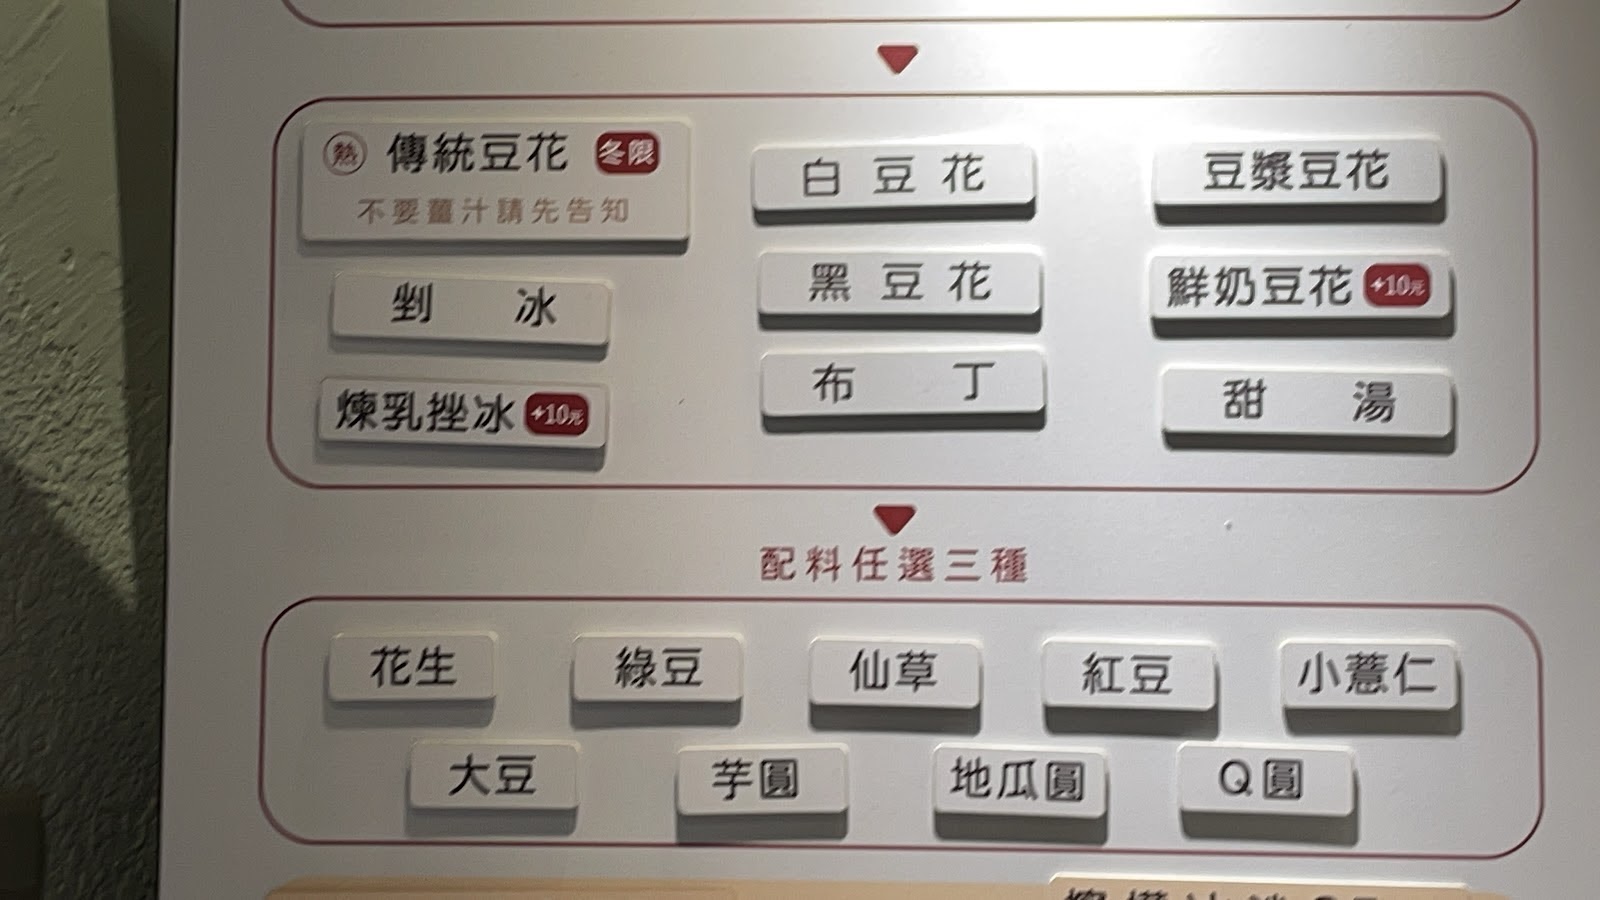 熱 傳統豆花 冬限
不要薑汁請先告知
白豆花
豆漿豆花
剉冰
黑豆花
鮮奶豆花 +10元
煉乳挫冰 +10元
布丁
甜湯
配料任選三種
花生
綠豆
仙草
紅豆
小薏仁
大豆
芋圓
地瓜圓
Q圓